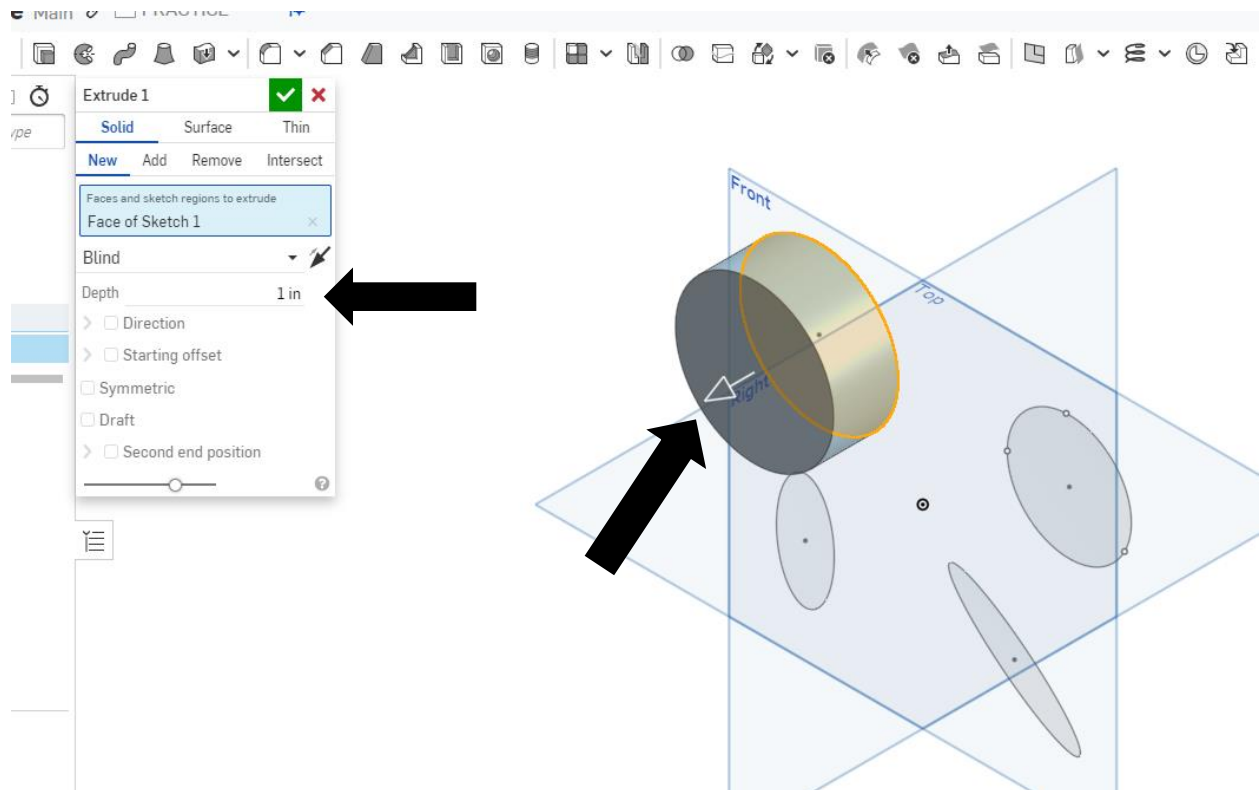 Main
PRACTICE
Extrude 1
Solid Surface Thin
New Add Remove Intersect
Faces and sketch regions to extrude
Face of Sketch 1
Blind
Depth 1 in
Direction
Starting offset
Symmetric
Draft
Second end position
Front
Top
Right